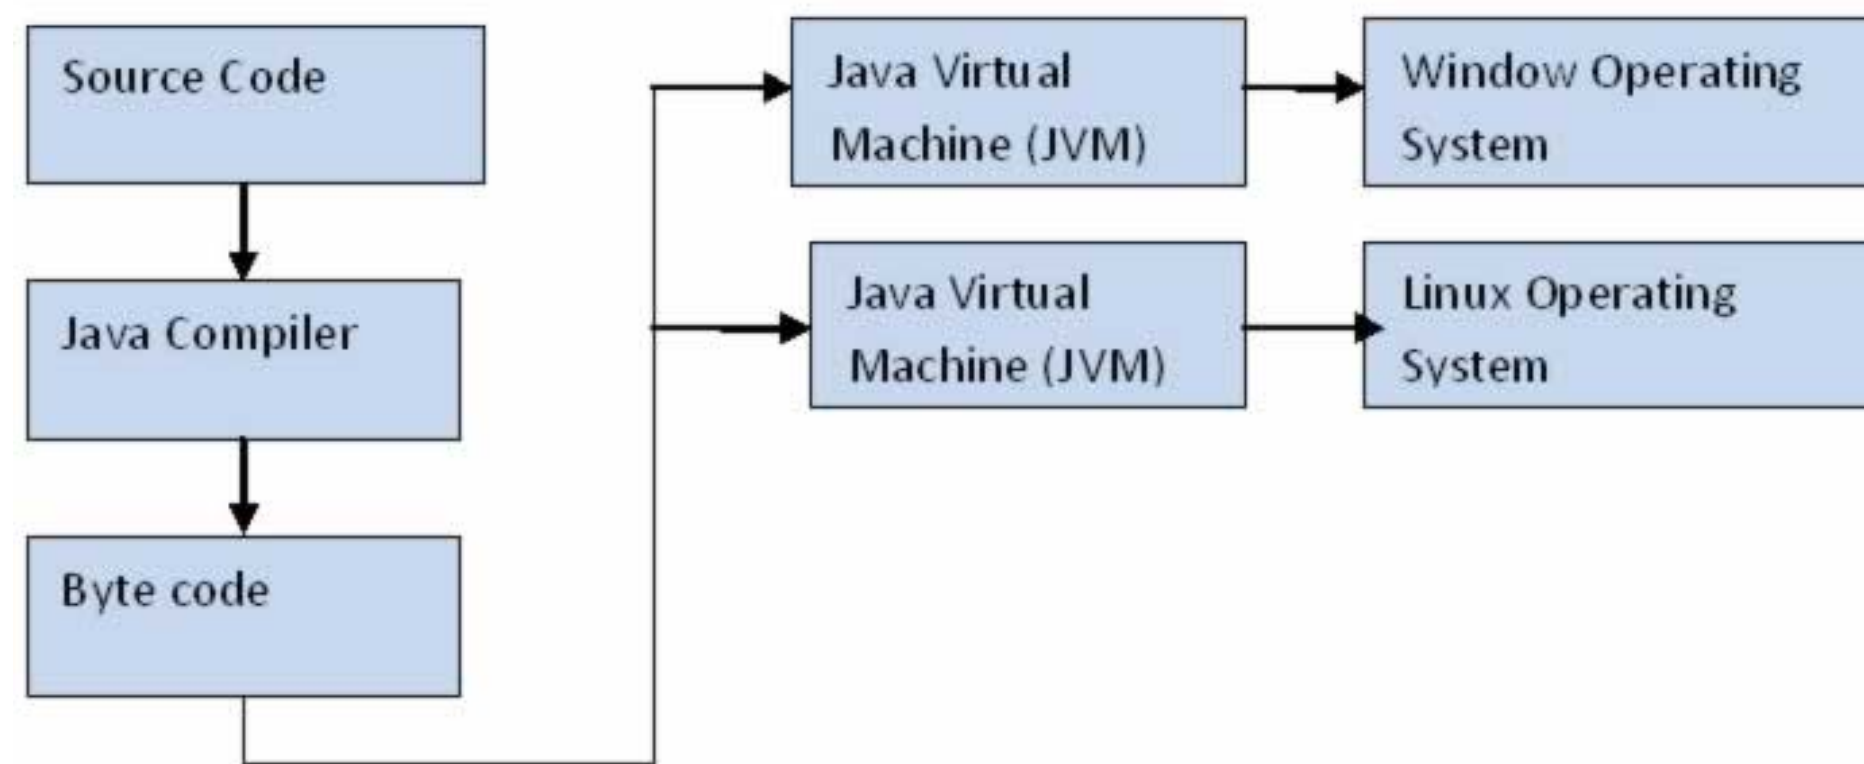 Source Code
Java Compiler
Byte code
Java Virtual
Machine (JVM)
Window Operating
System
Java Virtual
Machine (JVM)
Linux Operating
System